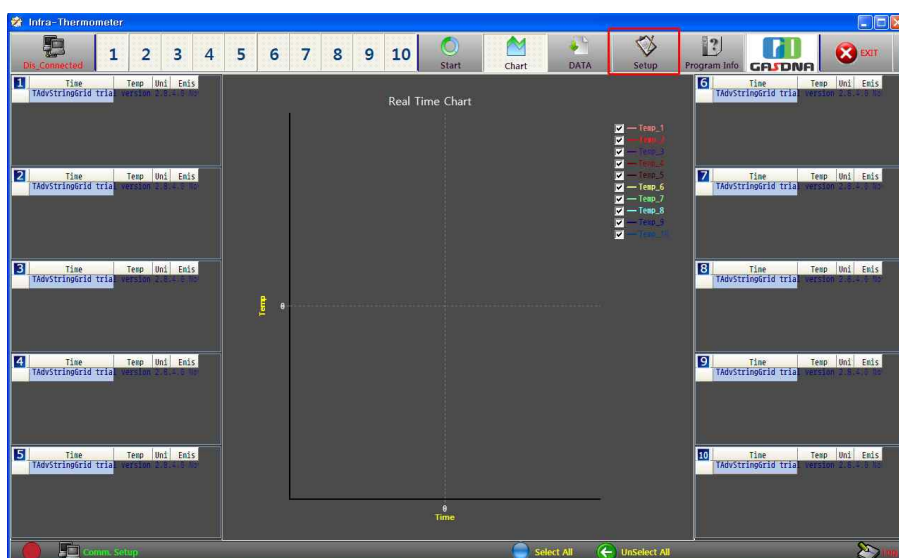 Infra-Thermometer
Dis_Connected
1 2 3 4 5 6 7 8 9 10
Start
Chart
DATA
Setup
Program Info
GASDNA
EXIT
1
Time Temp Uni Emis
TAdvStringGrid trial version 2.8.4.0
2
Time Temp Uni Emis
TAdvStringGrid trial version 2.8.4.0
3
Time Temp Uni Emis
TAdvStringGrid trial version 2.8.4.0
4
Time Temp Uni Emis
TAdvStringGrid trial version 2.8.4.0
5
Time Temp Uni Emis
TAdvStringGrid trial version 2.8.4.0
Real Time Chart
Temp_1
Temp_2
Temp_3
Temp_4
Temp_5
Temp_6
Temp_7
Temp_8
Temp_9
Temp_10
Temp
0
0
Time
6
Time Temp Uni Emis
TAdvStringGrid trial version 2.8.4.0
7
Time Temp Uni Emis
TAdvStringGrid trial version 2.8.4.0
8
Time Temp Uni Emis
TAdvStringGrid trial version 2.8.4.0
9
Time Temp Uni Emis
TAdvStringGrid trial version 2.8.4.0
10
Time Temp Uni Emis
TAdvStringGrid trial version 2.8.4.0
Comm. Setup
Select All
UnSelect All